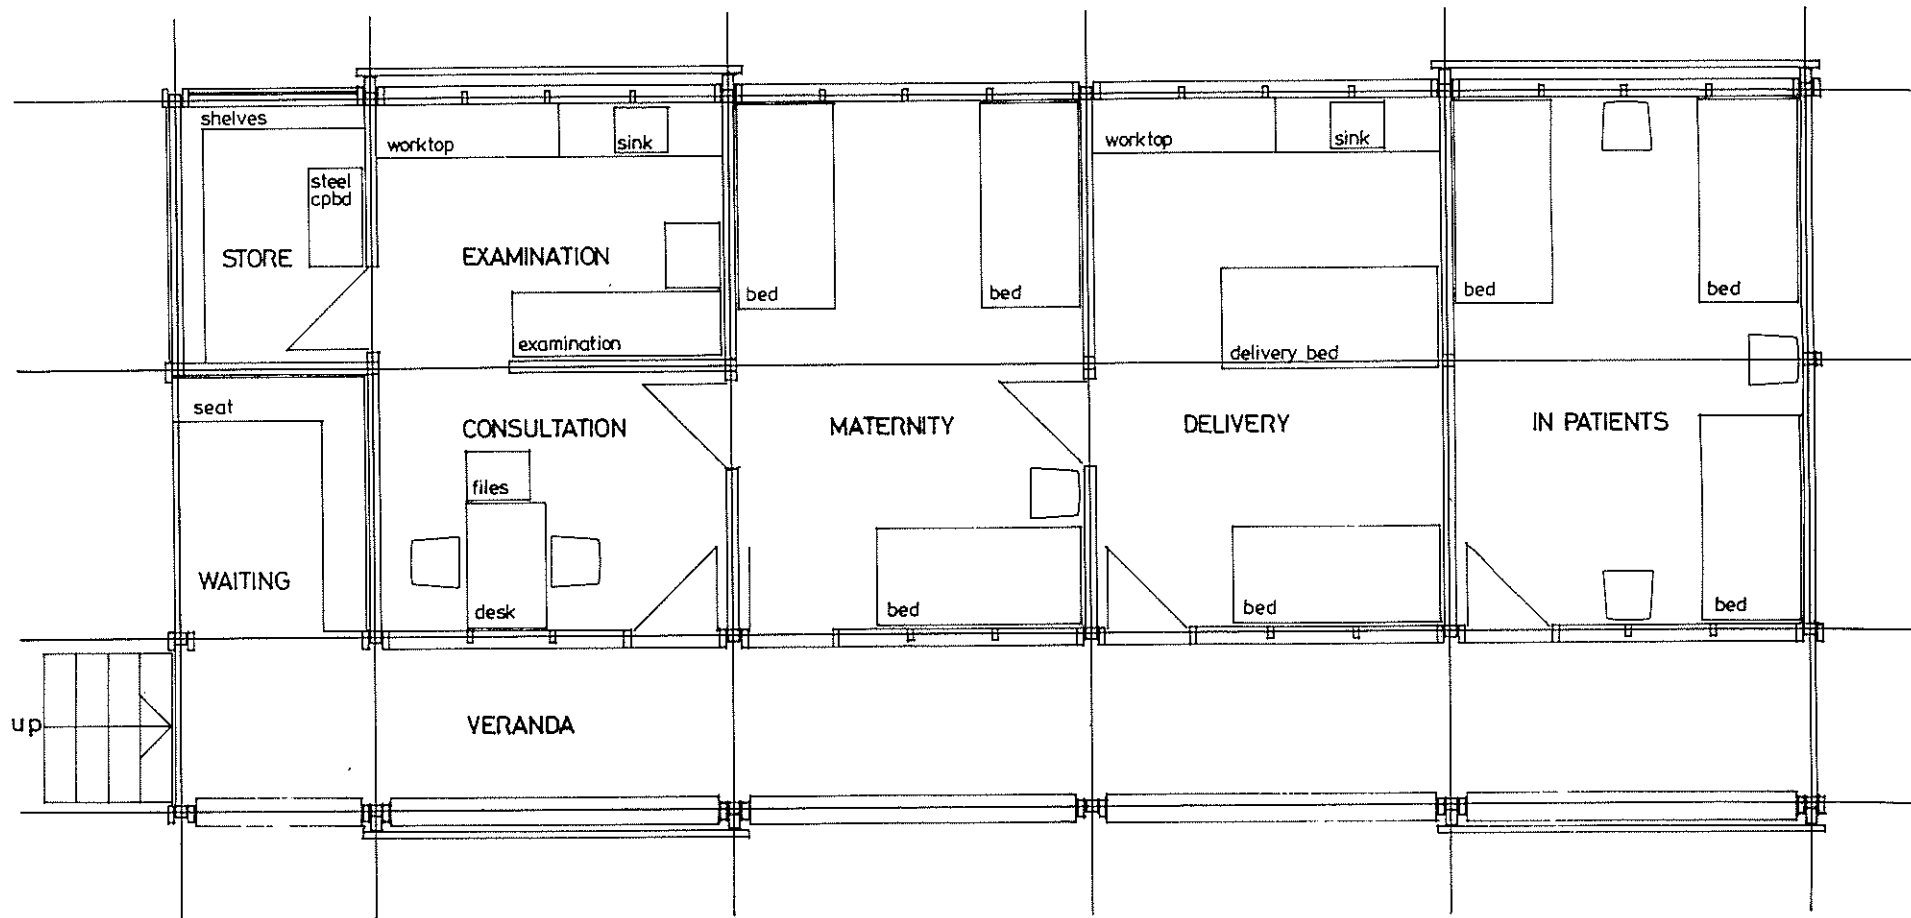 shelves
worktop
sink
worktop
sink
steel
cpbd
STORE
EXAMINATION
bed
bed
bed
bed
examination
delivery bed
seat
CONSULTATION
MATERNITY
DELIVERY
IN PATIENTS
files
WAITING
desk
bed
bed
bed
up
VERANDA